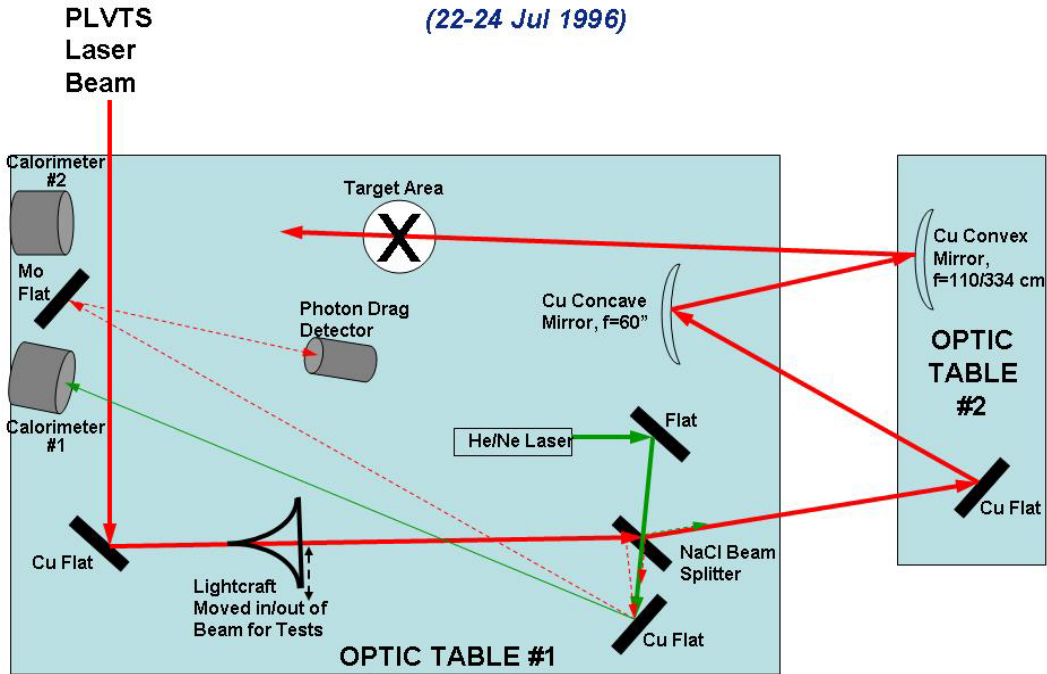 PLVTS
Laser
Beam
(22-24 Jul 1996)
Calorimeter
#2
Target Area
Cu Convex
Mirror,
f=110/334 cm
Mo
Flat
Photon Drag
Detector
Cu Concave
Mirror, f=60”
OPTIC
TABLE
#2
Calorimeter
#1
He/Ne Laser
Flat
Cu Flat
Cu Flat
NaCl Beam
Splitter
Lightcraft
Moved in/out of
Beam for Tests
Cu Flat
OPTIC TABLE #1